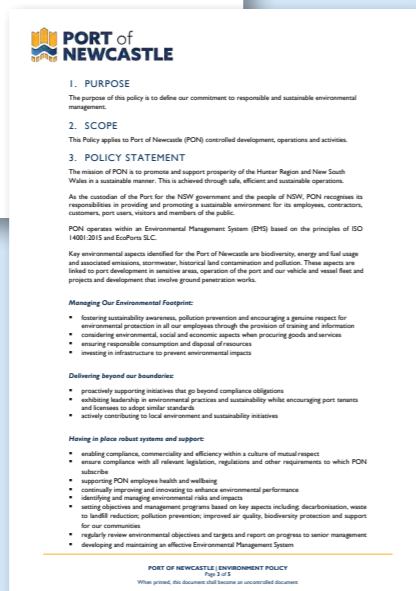 PORT of
NEWCASTLE
1. PURPOSE
The purpose of this policy is to define our commitment to responsible and sustainable environmental
management.
2. SCOPE
This Policy applies to Port of Newcastle (PON) controlled development, operations and activities.
3. POLICY STATEMENT
The mission of PON is to promote and support prosperity of the Hunter Region and New South
Wales in a sustainable manner. This is achieved through safe, efficient and sustainable operations.
As the custodian of the Port for the NSW government and the people of NSW, PON recognises its
responsibilities in providing and promoting a sustainable environment for its employees, contractors,
customers, port users, visitors and members of the public.
PON operates within an Environmental Management System (EMS) based on the principles of ISO
14001:2015 and EcoPorts SLC.
Key environmental aspects identified for the Port of Newcastle are biodiversity, energy and fuel usage
and associated emissions, stormwater, historical land contamination and pollution. These aspects are
linked to port development in sensitive areas, operation of the port and our vehicle and vessel fleet and
projects and development that involve ground penetration works.
Managing Our Environmental Footprint:
▪ fostering sustainability awareness, pollution prevention and encouraging a genuine respect for
environmental protection in all our employees through the provision of training and information
▪ considering environmental, social and economic aspects when procuring goods and services
▪ ensuring responsible consumption and disposal of resources
▪ investing in infrastructure to prevent environmental impacts
Delivering beyond our boundaries:
▪ proactively supporting initiatives that go beyond compliance obligations
▪ exhibiting leadership in environmental practices and sustainability whilst encouraging port tenants
and licensees to adopt similar standards
▪ actively contributing to local environment and sustainability initiatives
Having in place robust systems and support:
▪ enabling compliance, commerciality and efficiency within a culture of mutual respect
▪ ensure compliance with all relevant legislation, regulations and other requirements to which PON
subscribe
▪ supporting PON employee health and wellbeing
▪ continually improving and innovating to enhance environmental performance
▪ identifying and managing environmental risks and impacts
▪ setting objectives and management programs based on key aspects including; decarbonisation, waste
to landfill reduction; pollution prevention; improved air quality, biodiversity protection and support
for our communities
▪ regularly review environmental objectives and targets and report on progress to senior management
▪ developing and maintaining an effective Environmental Management System
PORT OF NEWCASTLE | ENVIRONMENT POLICY
Page 3 of 5
When printed, this document shall become an uncontrolled document